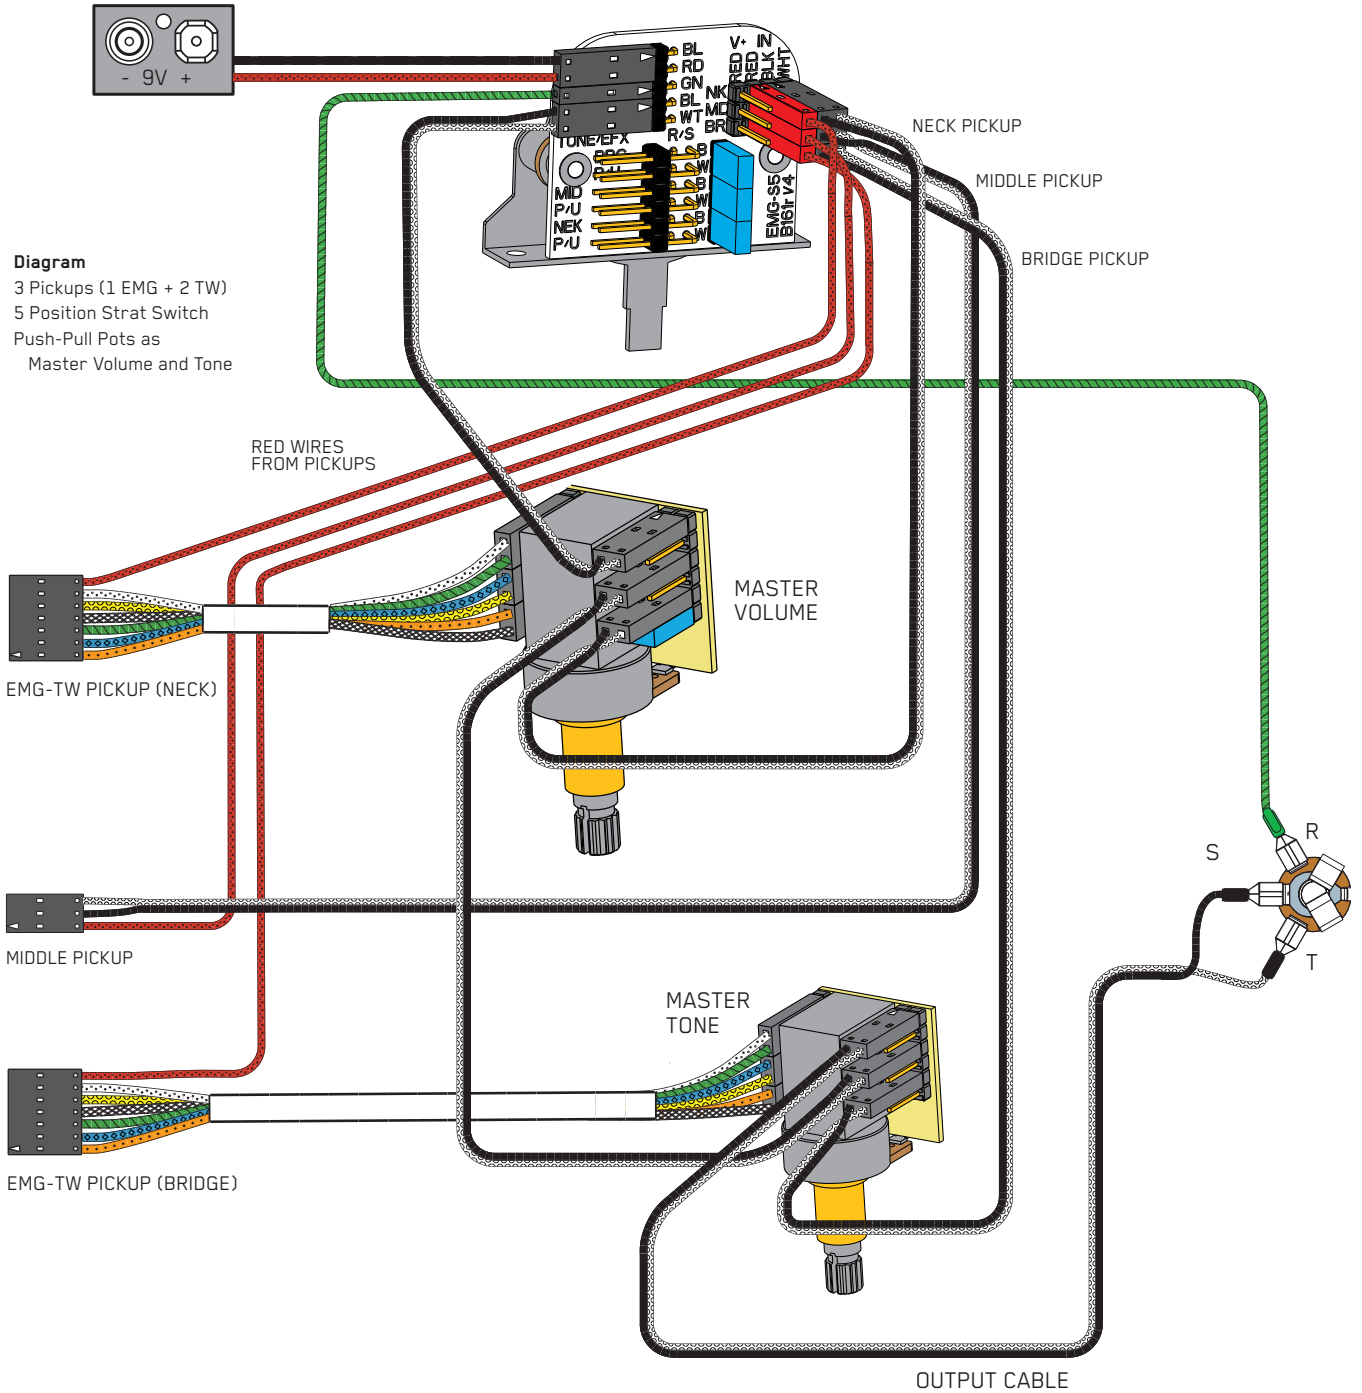 - 9V +
BL
RD
GN
BL
WT
R/S
TONE/EFX
V+ IN
RED
RED
BLK
WHT
NK
MD
BR
B
W
B
W
B
W
MID
P/U
NEK
P/U
EMG-S5
B161r V4
NECK PICKUP
MIDDLE PICKUP
BRIDGE PICKUP
Diagram
3 Pickups (1 EMG + 2 TW)
5 Position Strat Switch
Push-Pull Pots as
Master Volume and Tone
RED WIRES
FROM PICKUPS
MASTER
VOLUME
EMG-TW PICKUP (NECK)
R
S
T
MIDDLE PICKUP
MASTER
TONE
EMG-TW PICKUP (BRIDGE)
OUTPUT CABLE